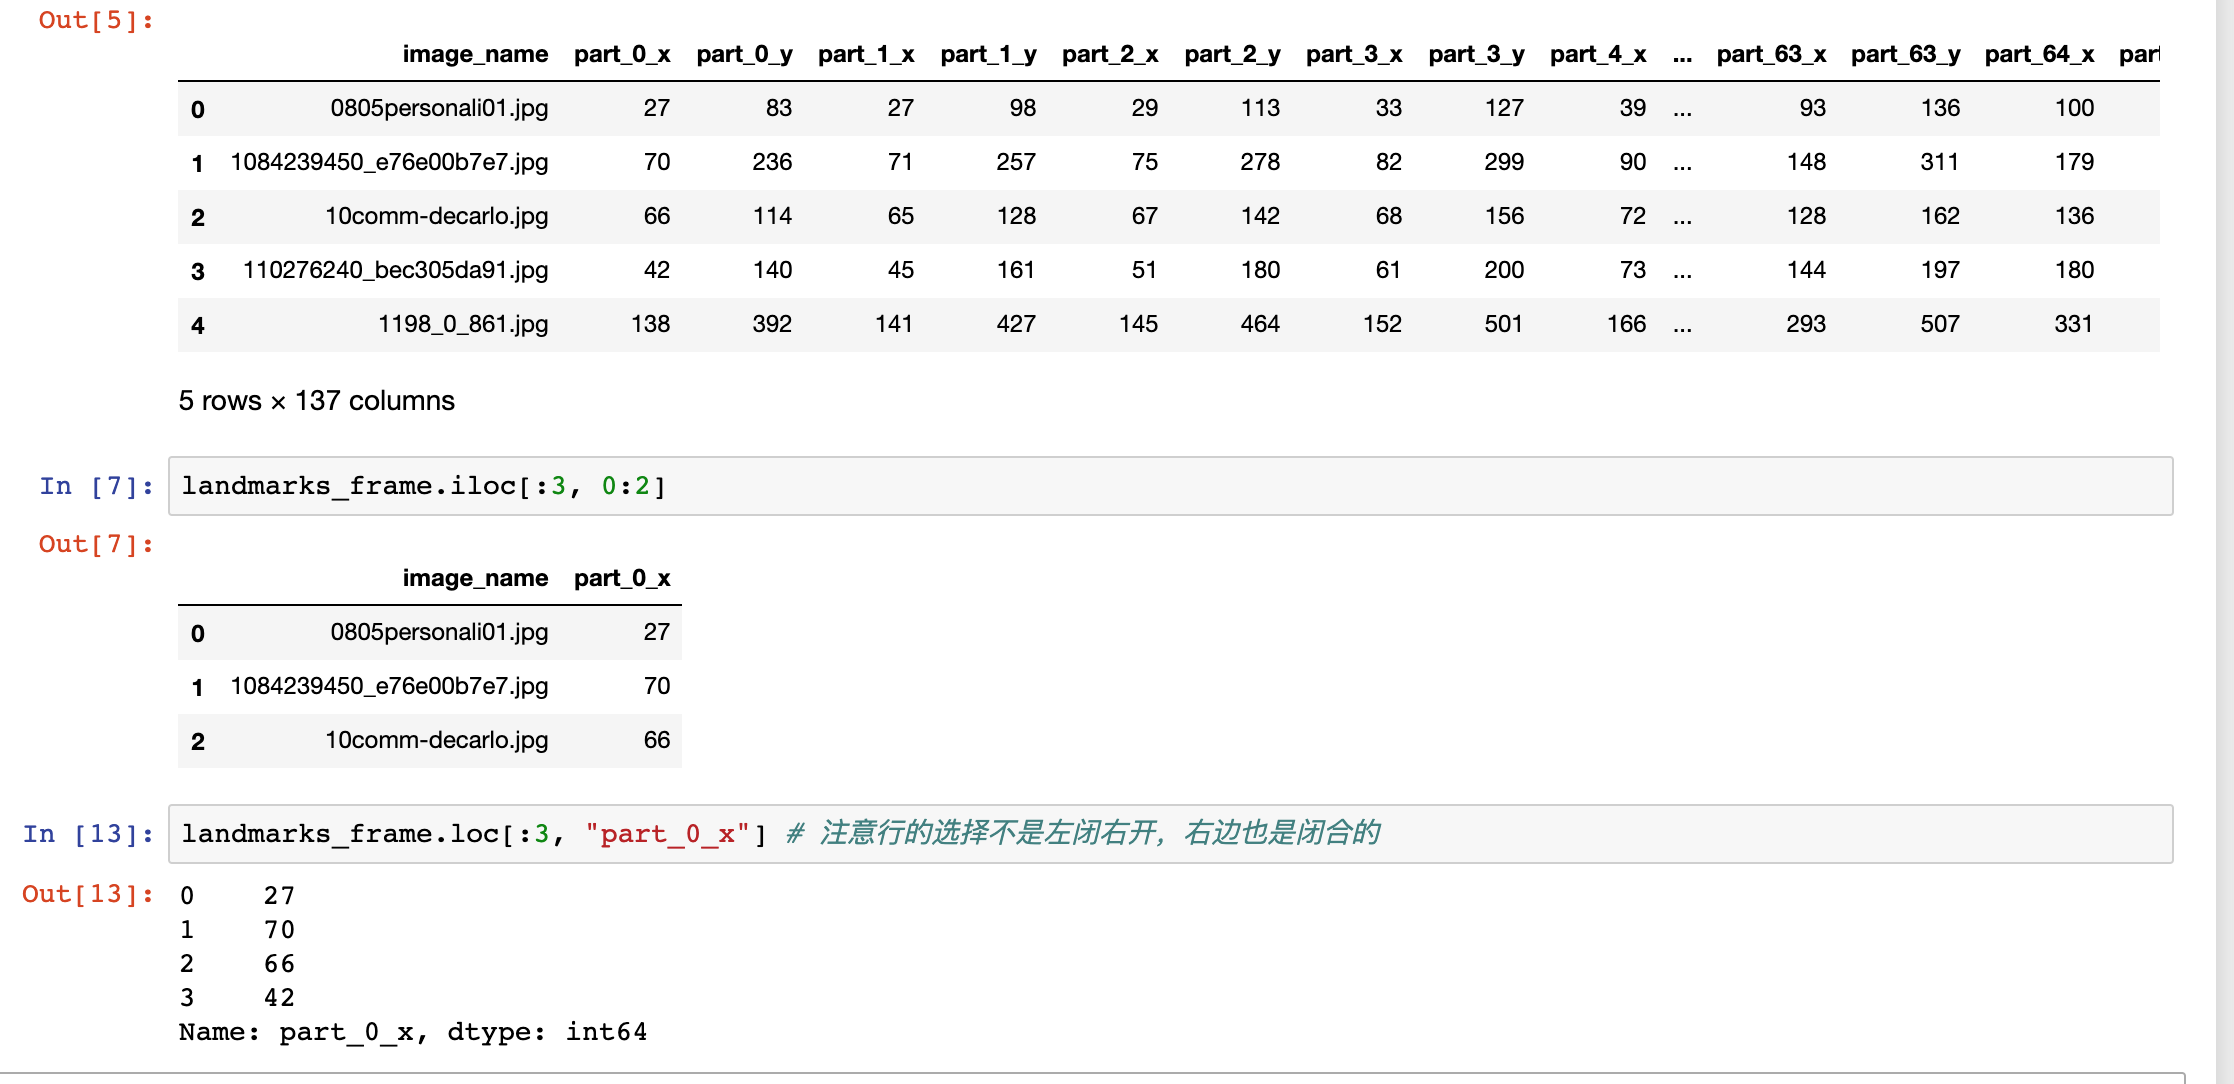 Out[5]:
image_name part_0_x part_0_y part_1_x part_1_y part_2_x part_2_y part_3_x part_3_y part_4_x ... part_63_x part_63_y part_64_x part
0 0805personali01.jpg 27 83 27 98 29 113 33 127 39 ... 93 136 100
1 1084239450_e76e00b7e7.jpg 70 236 71 257 75 278 82 299 90 ... 148 311 179
2 10comm-decarlo.jpg 66 114 65 128 67 142 68 156 72 ... 128 162 136
3 110276240_bec305da91.jpg 42 140 45 161 51 180 61 200 73 ... 144 197 180
4 1198_0_861.jpg 138 392 141 427 145 464 152 501 166 ... 293 507 331
5 rows × 137 columns
In [7]: landmarks_frame.iloc[:3, 0:2]
Out[7]:
image_name part_0_x
0 0805personali01.jpg 27
1 1084239450_e76e00b7e7.jpg 70
2 10comm-decarlo.jpg 66
In [13]: landmarks_frame.loc[:3, "part_0_x"] # 注意行的选择不是左闭右开，右边也是闭合的
Out[13]: 0 27
1 70
2 66
3 42
Name: part_0_x, dtype: int64